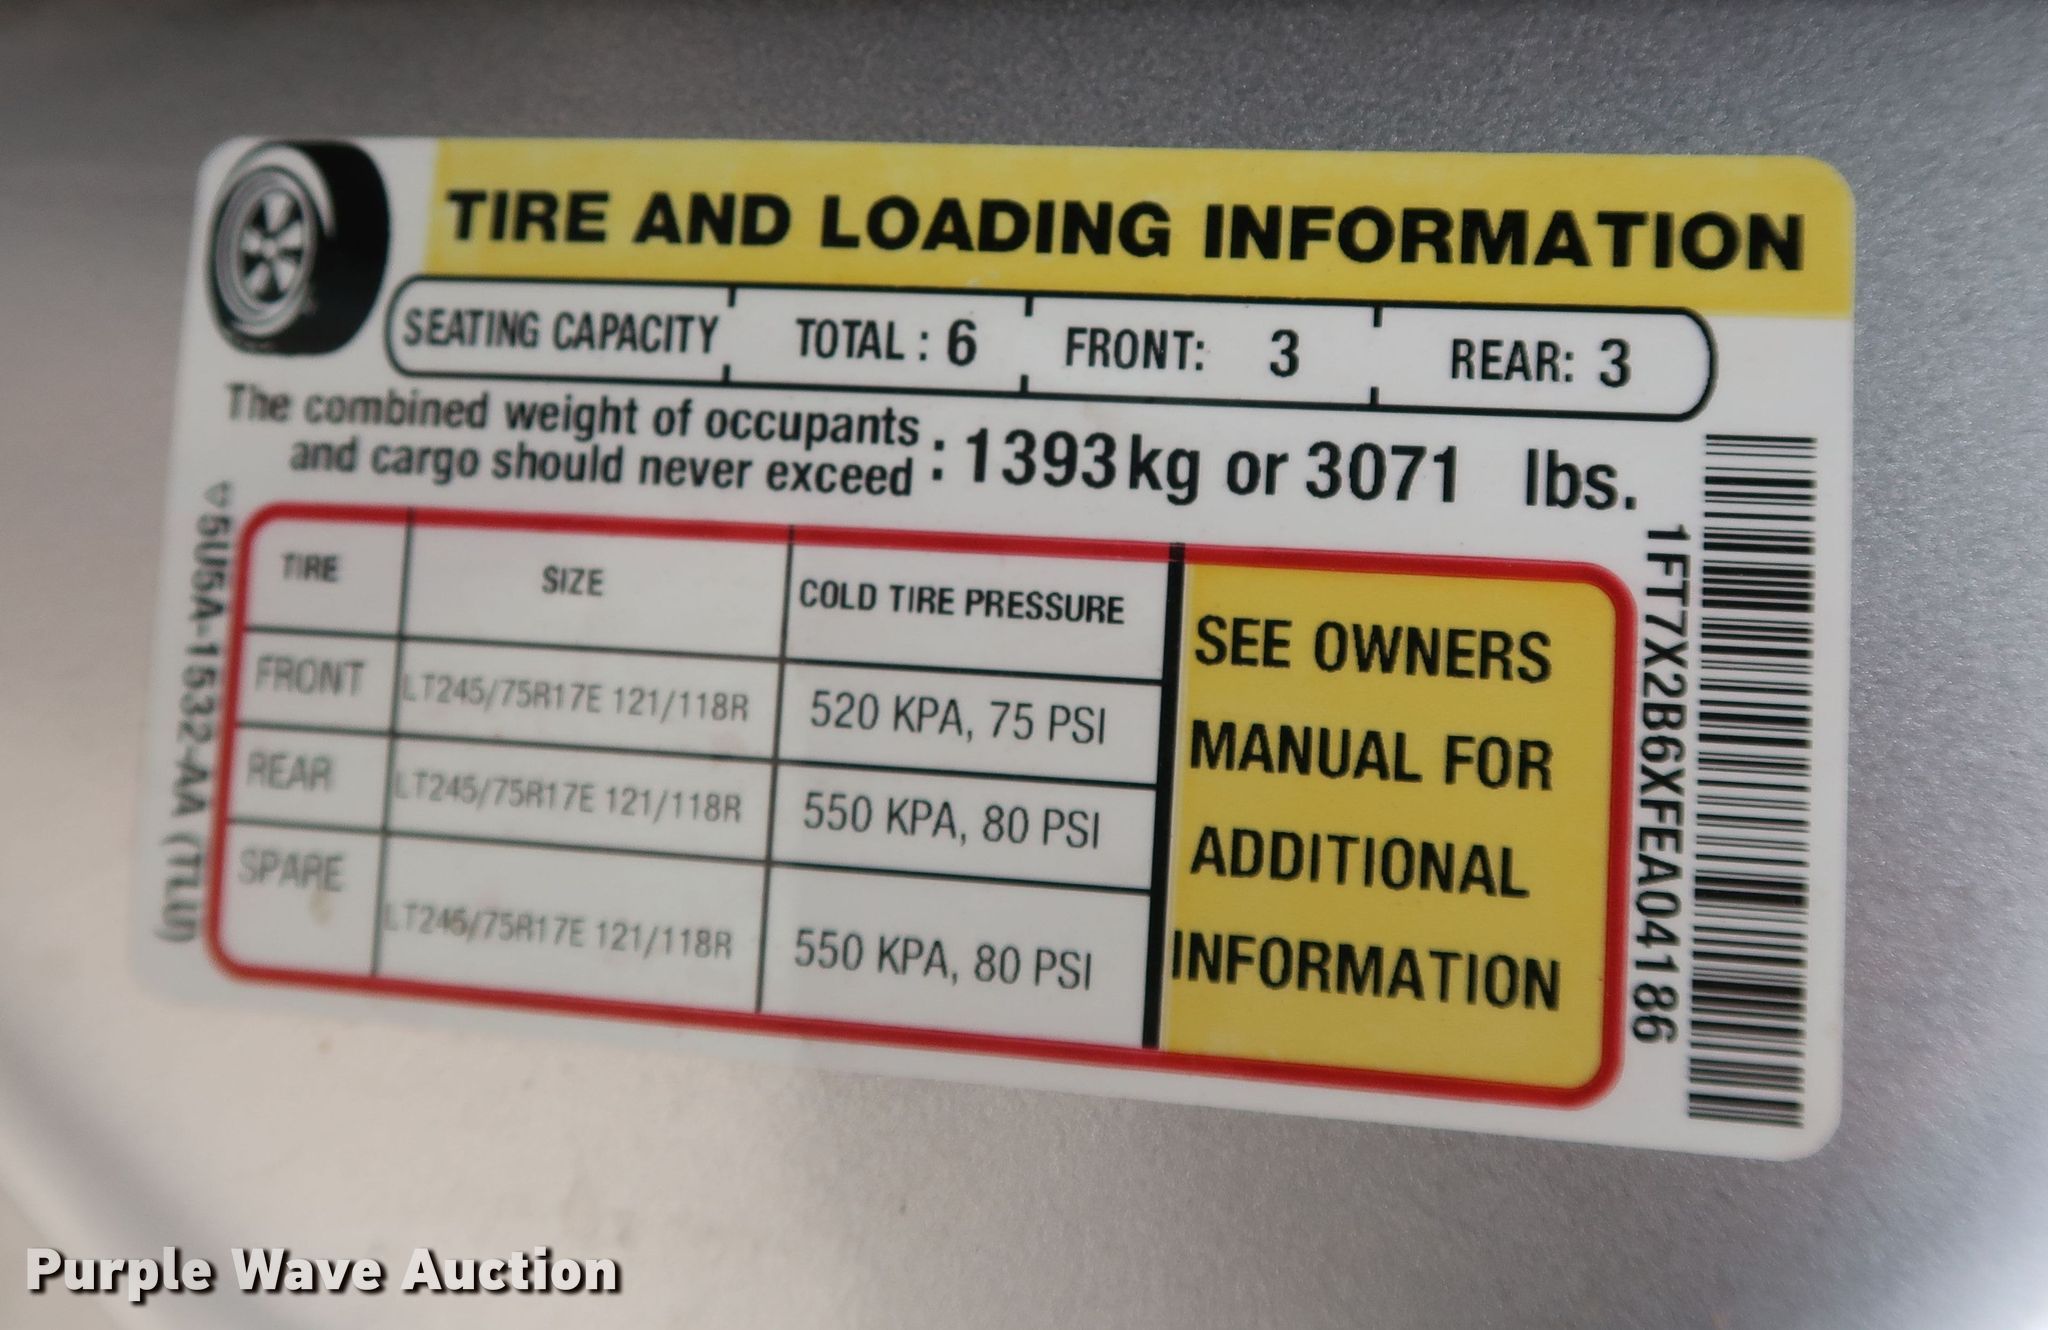 TIRE AND LOADING INFORMATION
SEATING CAPACITY TOTAL : 6 FRONT: 3 REAR: 3
The combined weight of occupants
and cargo should never exceed : 1393 kg or 3071 lbs.
TIRE SIZE COLD TIRE PRESSURE
FRONT LT245/75R17E 121/118R 520 KPA, 75 PSI
REAR LT245/75R17E 121/118R 550 KPA, 80 PSI
SPARE LT245/75R17E 121/118R 550 KPA, 80 PSI
SEE OWNERS
MANUAL FOR
ADDITIONAL
INFORMATION
1FT7X2B6XFEA04186
5U5A-1532-AA (TLU)
Purple Wave Auction